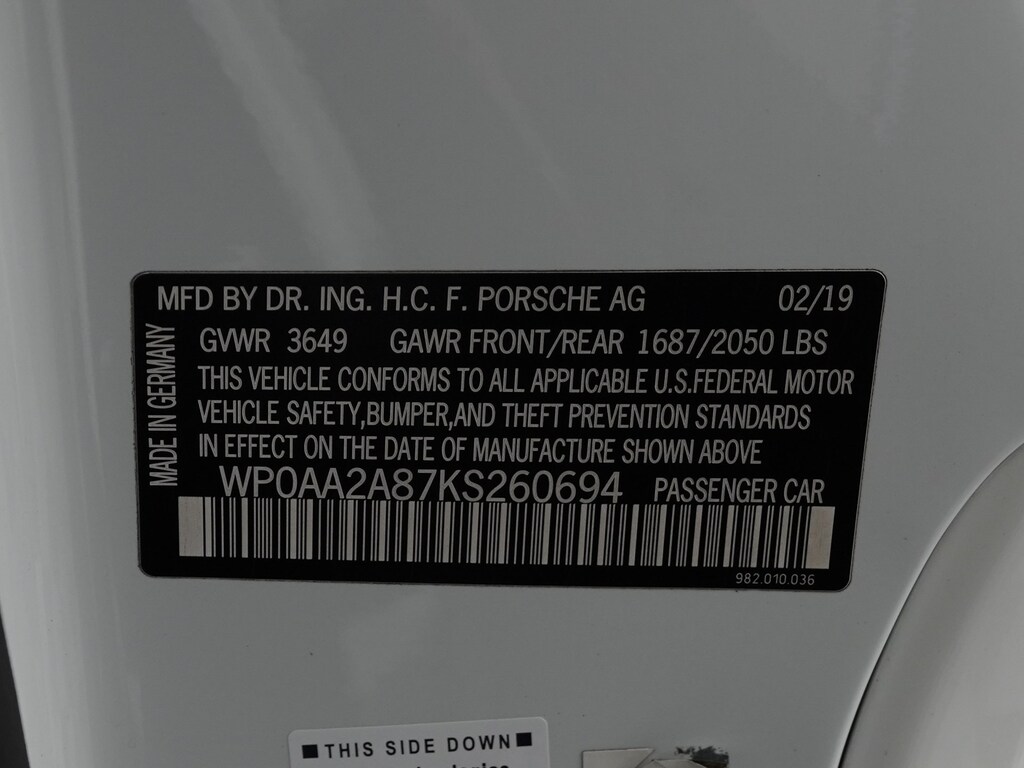 MFD BY DR. ING. H.C. F. PORSCHE AG 02/19
GVWR 3649 GAWR FRONT/REAR 1687/2050 LBS
THIS VEHICLE CONFORMS TO ALL APPLICABLE U.S.FEDERAL MOTOR
VEHICLE SAFETY,BUMPER,AND THEFT PREVENTION STANDARDS
IN EFFECT ON THE DATE OF MANUFACTURE SHOWN ABOVE
MADE IN GERMANY
WP0AA2A87KS260694 PASSENGER CAR
982.010.036
THIS SIDE DOWN